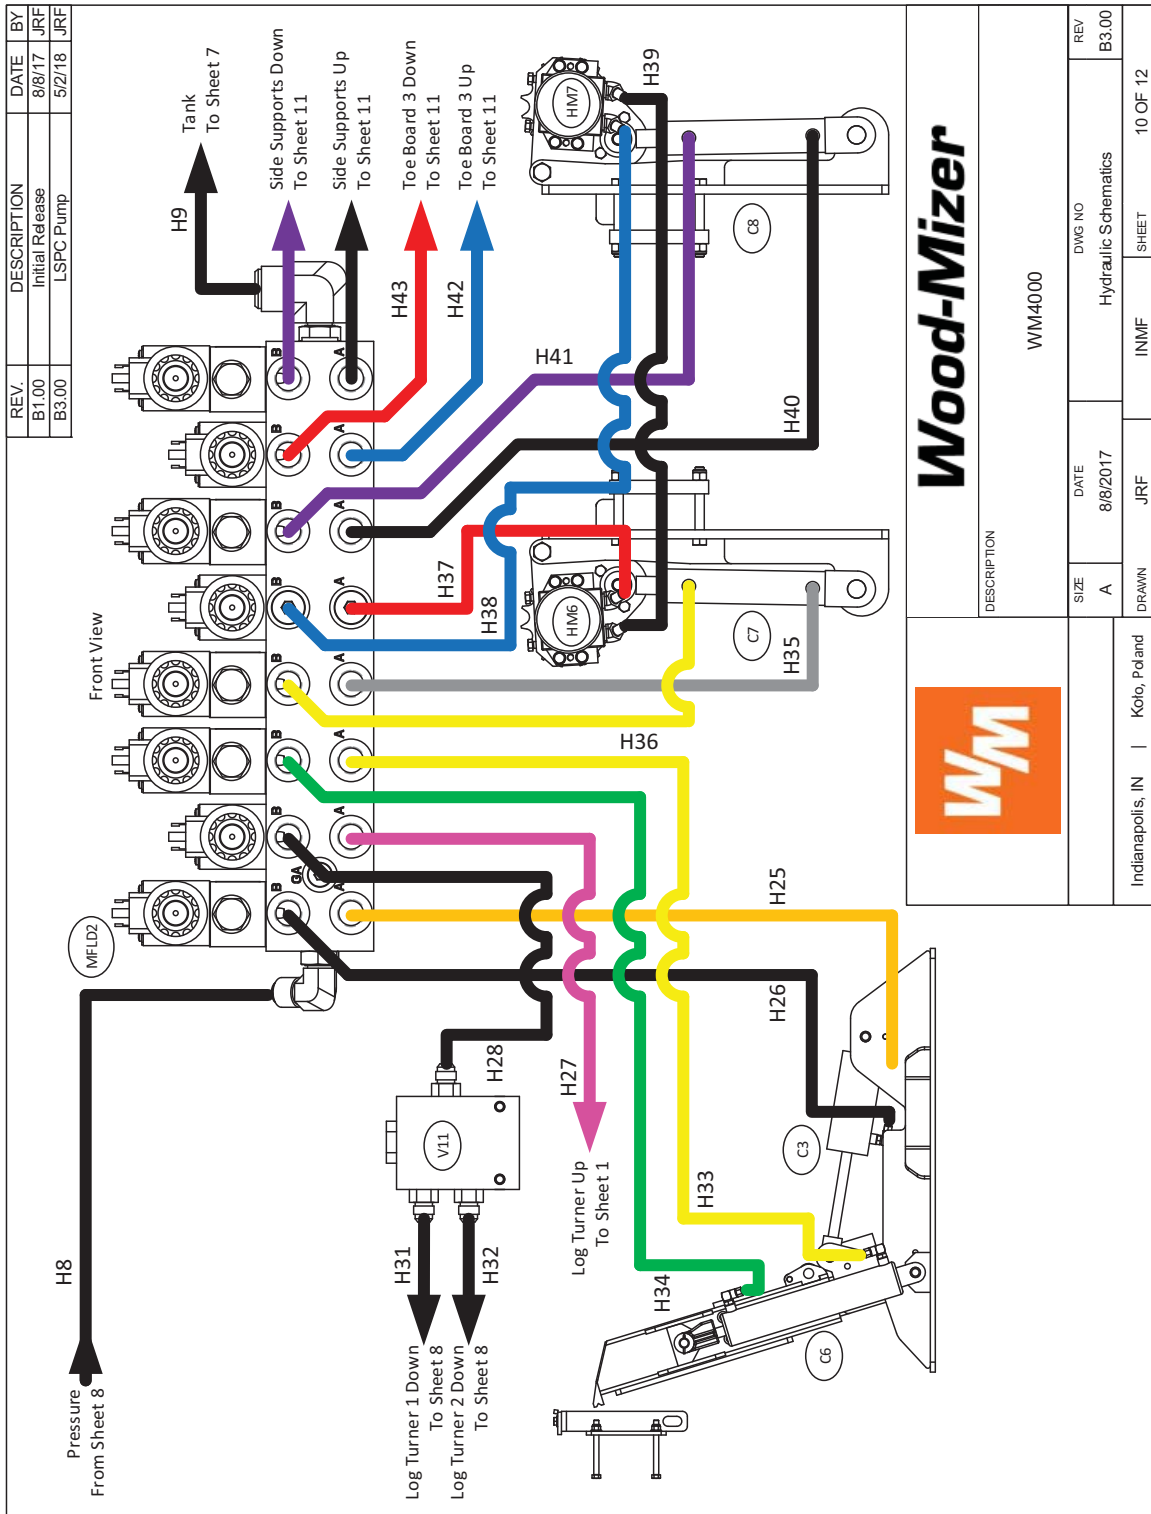 REV. DESCRIPTION DATE BY
B1.00 Initial Release 8/8/17 JRF
B3.00 LSPC Pump 5/2/18 JRF
Front View
MFLD2
Pressure
From Sheet 8
H8
Tank
To Sheet 7
H9
Side Supports Down
To Sheet 11
Side Supports Up
To Sheet 11
Toe Board 3 Down
To Sheet 11
Toe Board 3 Up
To Sheet 11
B B B B B B B B
A A A A A A A A
GA
H43
H42
H41
H40
H39
H38
H37
H36
H35
H28
V11
H31
H32
Log Turner 1 Down
To Sheet 8
Log Turner 2 Down
To Sheet 8
H27
Log Turner Up
To Sheet 1
H25
H26
H33
H34
C3
C6
HM6
C7
HM7
C8
WM
Wood-Mizer
DESCRIPTION
WM4000
SIZE
A
DATE
8/8/2017
DWG NO
Hydraulic Schematics
REV
B3.00
Indianapolis, IN | Koło, Poland
DRAWN JRF INMF SHEET 10 OF 12